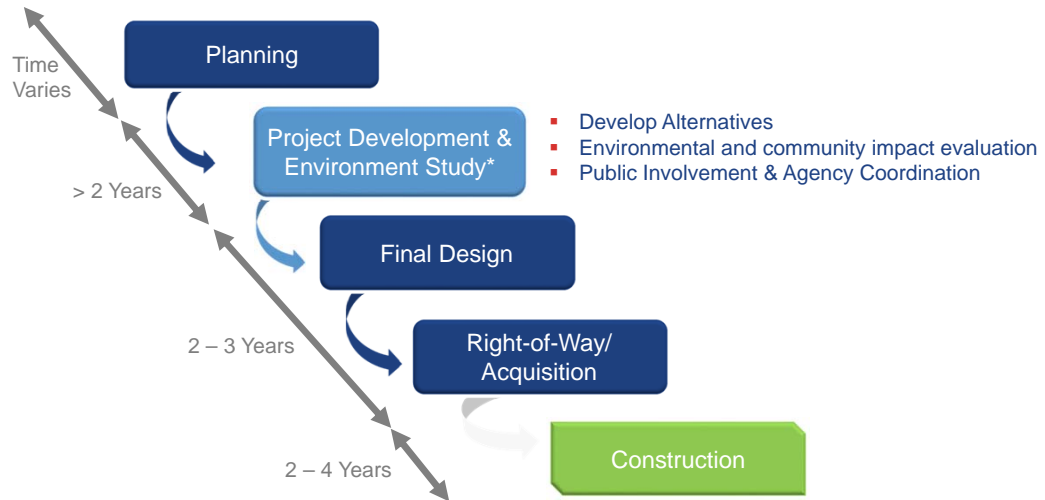 Planning
Time
Varies
Project Development &
Environment Study*
▪ Develop Alternatives
▪ Environmental and community impact evaluation
▪ Public Involvement & Agency Coordination
> 2 Years
Final Design
2 – 3 Years
Right-of-Way/
Acquisition
2 – 4 Years
Construction